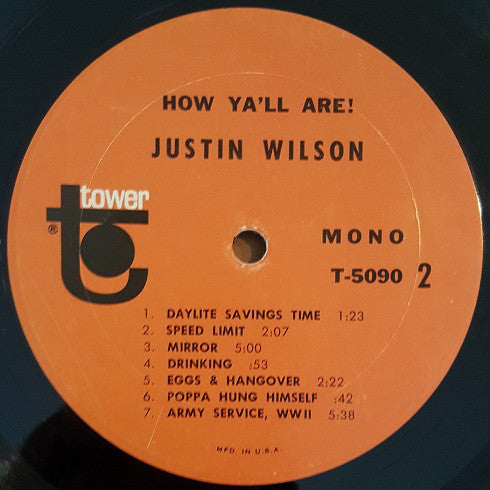 HOW YA'LL ARE!
JUSTIN WILSON
tower
®
MONO
T-5090 2
1. DAYLITE SAVINGS TIME 1:23
2. SPEED LIMIT 2:07
3. MIRROR 5:00
4. DRINKING :53
5. EGGS & HANGOVER 2:22
6. POPPA HUNG HIMSELF :42
7. ARMY SERVICE, WWII 5:38
MFD. IN U.S.A.